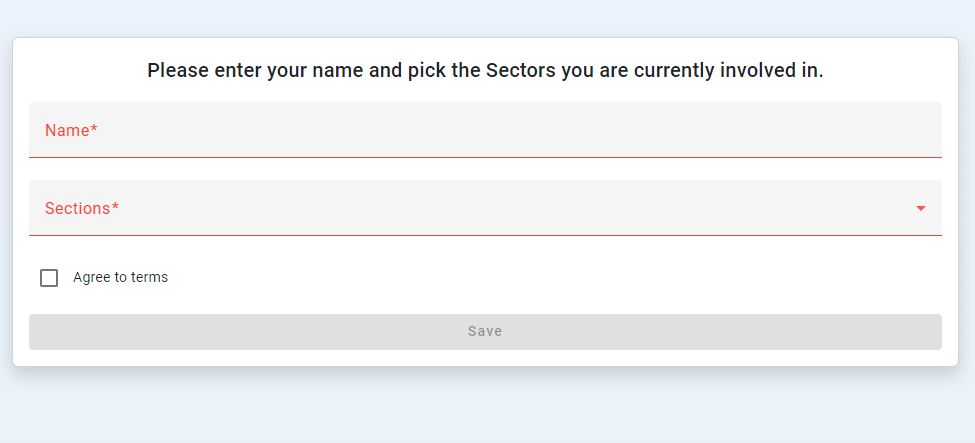 Please enter your name and pick the Sectors you are currently involved in.
Name*
Sections*
Agree to terms
Save